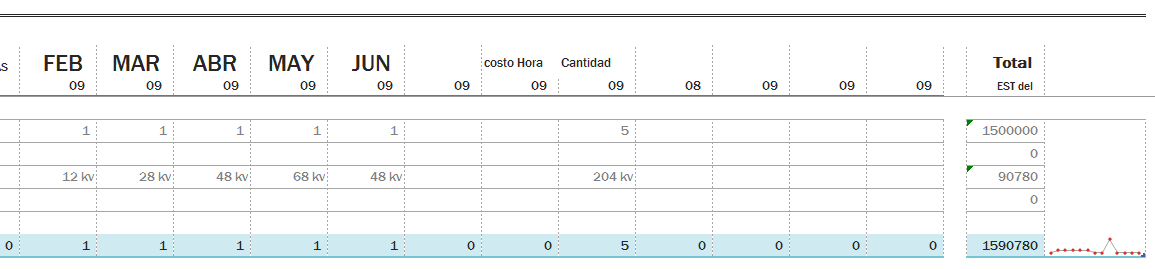 FEB MAR ABR MAY JUN costo Hora Cantidad Total
09 09 09 09 09 09 09 09 08 09 09 09 EST del
1 1 1 1 1 5 1500000
0
12 kv 28 kv 48 kv 68 kv 48 kv 204 kv 90780
0
0 1 1 1 1 1 0 0 5 0 0 0 0 1590780